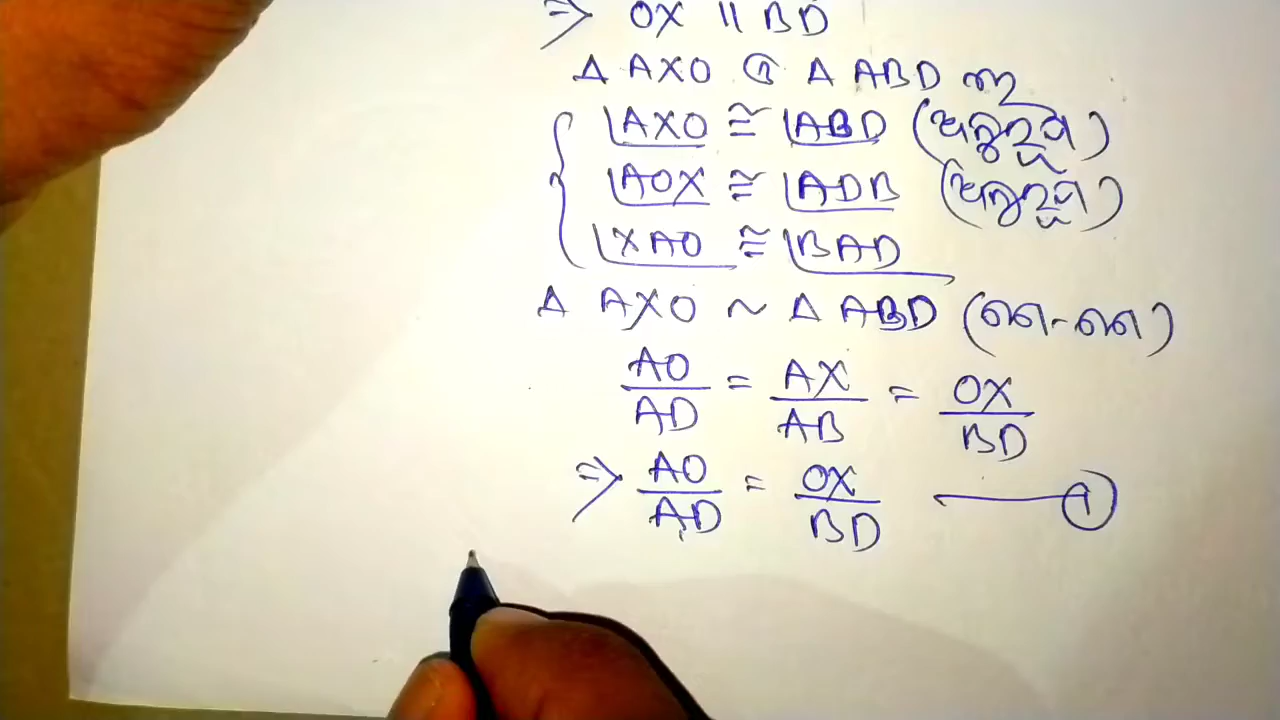 ⇒ OX || BD
Δ AXO ଓ Δ ABD ରେ
∠AXO ≅ ∠ABD (ଅନୁରୂପ)
∠AOX ≅ ∠ADB (ଅନୁରୂପ)
∠XAO ≅ ∠BAD
Δ AXO ~ Δ ABD (କୋ-କୋ)
AO/AD = AX/AB = OX/BD
⇒ AO/AD = OX/BD ——— ①